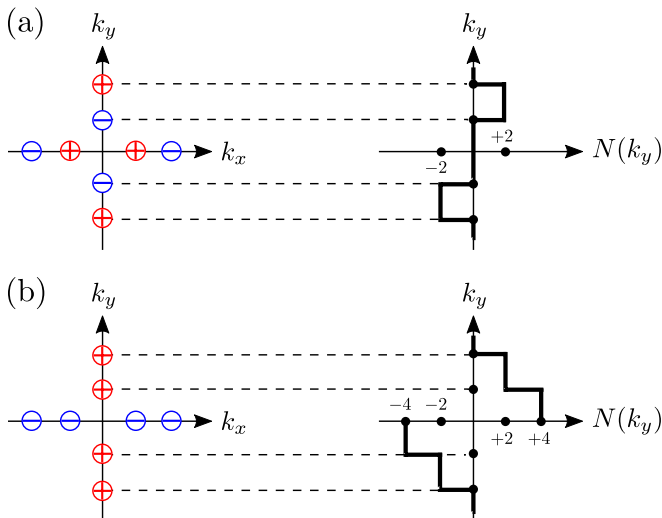 (a)
k_y
k_y
+ − − + + − − +
k_x
−2
+2
N(k_y)
(b)
k_y
k_y
+ + − − − − + +
k_x
−4
−2
+2
+4
N(k_y)